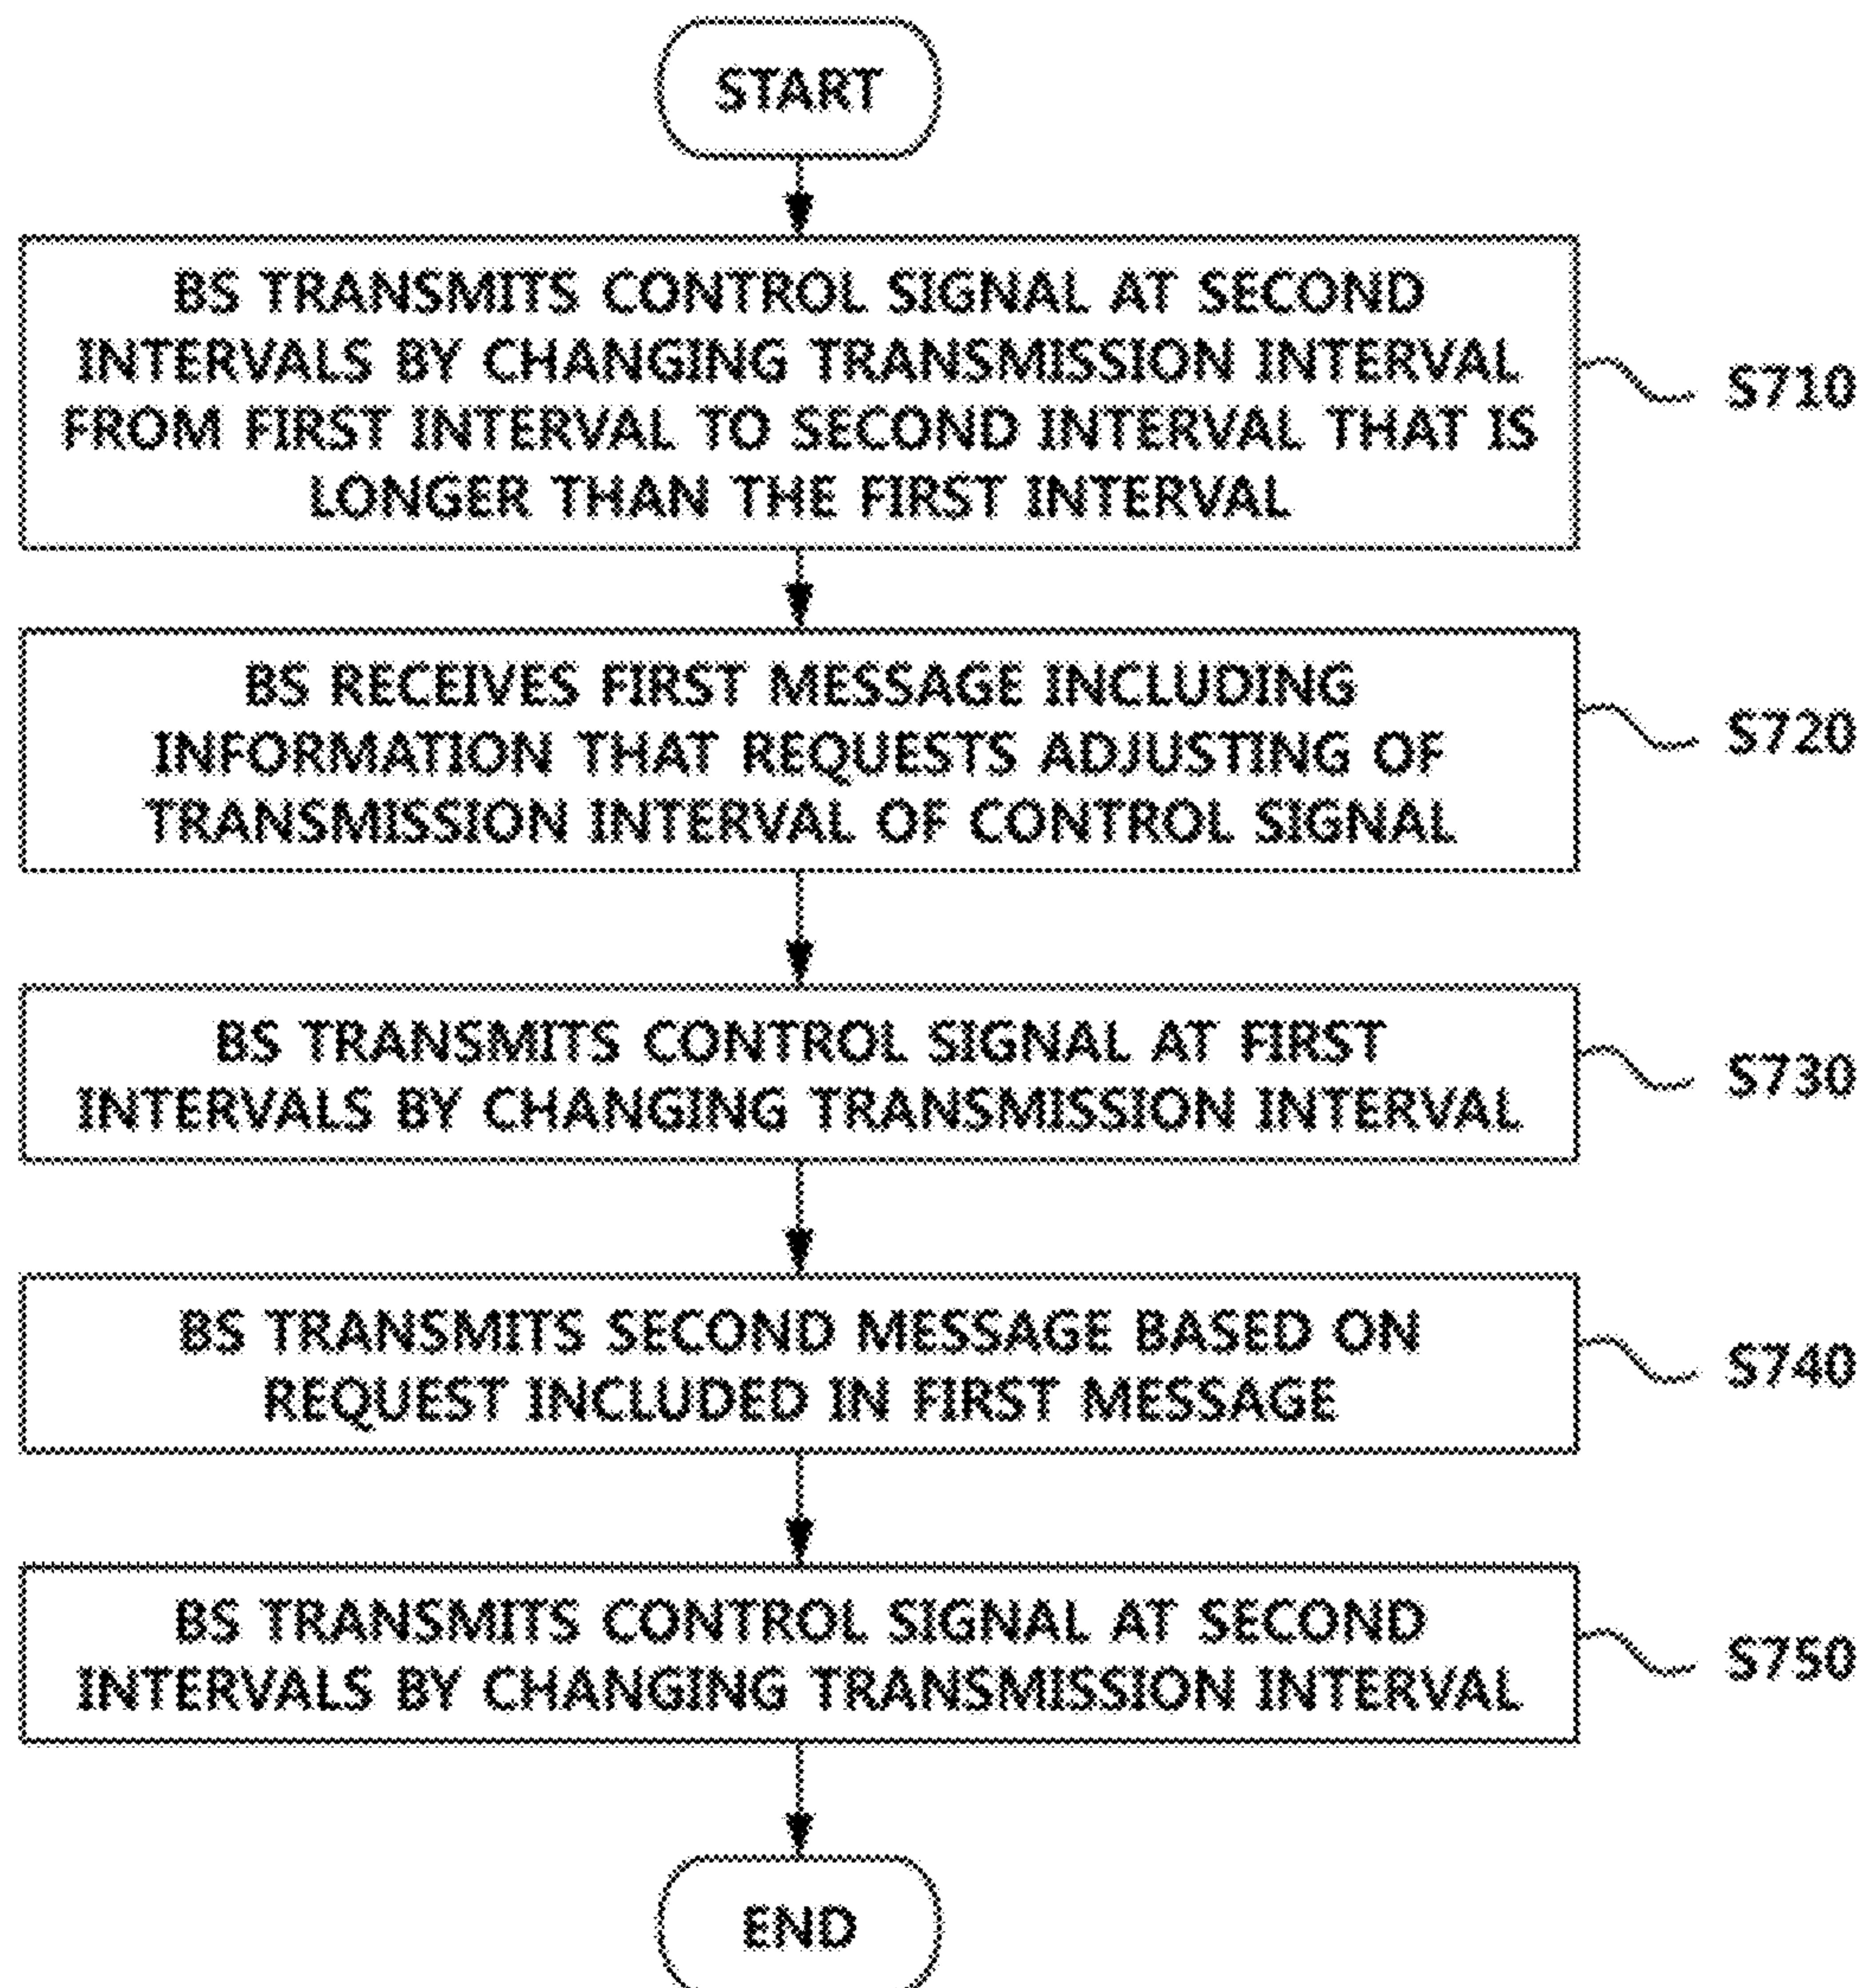 START
BS TRANSMITS CONTROL SIGNAL AT SECOND
INTERVALS BY CHANGING TRANSMISSION INTERVAL
FROM FIRST INTERVAL TO SECOND INTERVAL THAT IS
LONGER THAN THE FIRST INTERVAL
S710
BS RECEIVES FIRST MESSAGE INCLUDING
INFORMATION THAT REQUESTS ADJUSTING OF
TRANSMISSION INTERVAL OF CONTROL SIGNAL
S720
BS TRANSMITS CONTROL SIGNAL AT FIRST
INTERVALS BY CHANGING TRANSMISSION INTERVAL
S730
BS TRANSMITS SECOND MESSAGE BASED ON
REQUEST INCLUDED IN FIRST MESSAGE
S740
BS TRANSMITS CONTROL SIGNAL AT SECOND
INTERVALS BY CHANGING TRANSMISSION INTERVAL
S750
END